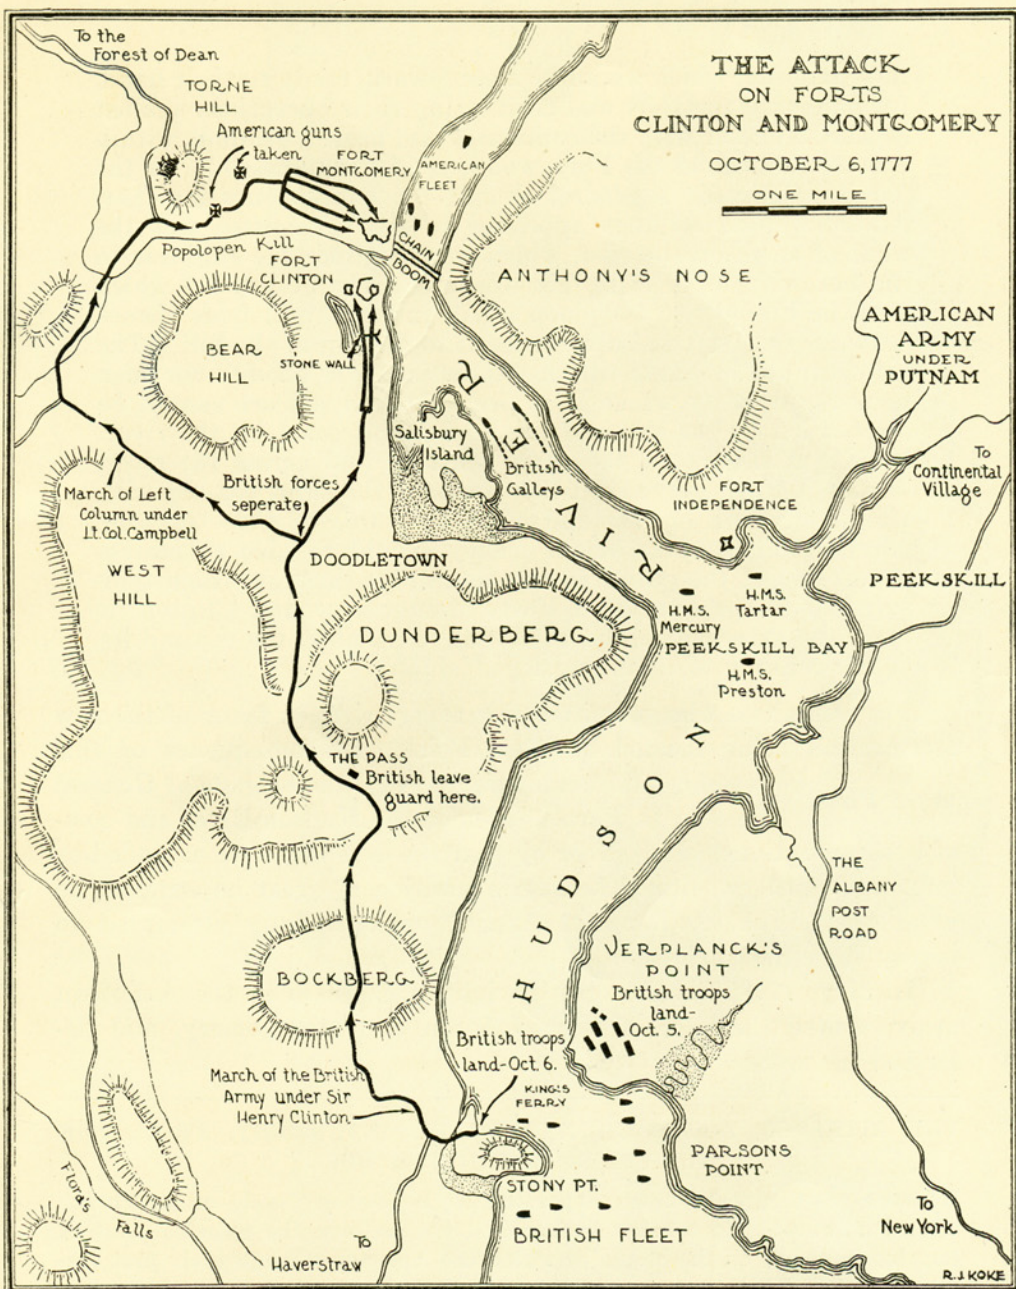 To the
Forest of Dean
TORNE
HILL
American guns
taken
FORT
MONTGOMERY
AMERICAN
FLEET
THE ATTACK
ON FORTS
CLINTON AND MONTGOMERY
OCTOBER 6, 1777
ONE MILE
Popolopen Kill
FORT
CLINTON
CHAIN
BOOM
ANTHONY'S NOSE
AMERICAN
ARMY
UNDER
PUTNAM
BEAR
HILL
STONE WALL
Salisbury
Island
British
Galleys
To
Continental
Village
March of Left
Column under
Lt. Col. Campbell
British forces
seperate
FORT
INDEPENDENCE
WEST
HILL
DOODLETOWN
PEEKSKILL
H.M.S.
Tartar
H.M.S.
Mercury
DUNDERBERG
PEEKSKILL BAY
H.M.S.
Preston
HUDSON RIVER
THE PASS
British leave
guard here.
THE
ALBANY
POST
ROAD
BOCKBERG
VERPLANCK'S
POINT
British troops
land-
Oct. 5.
British troops
land-Oct. 6.
March of the British
Army under Sir
Henry Clinton
KING'S
FERRY
PARSONS
POINT
STONY PT.
BRITISH FLEET
Flora's
Falls
To
Haverstraw
To
New York
R.J. KOKE